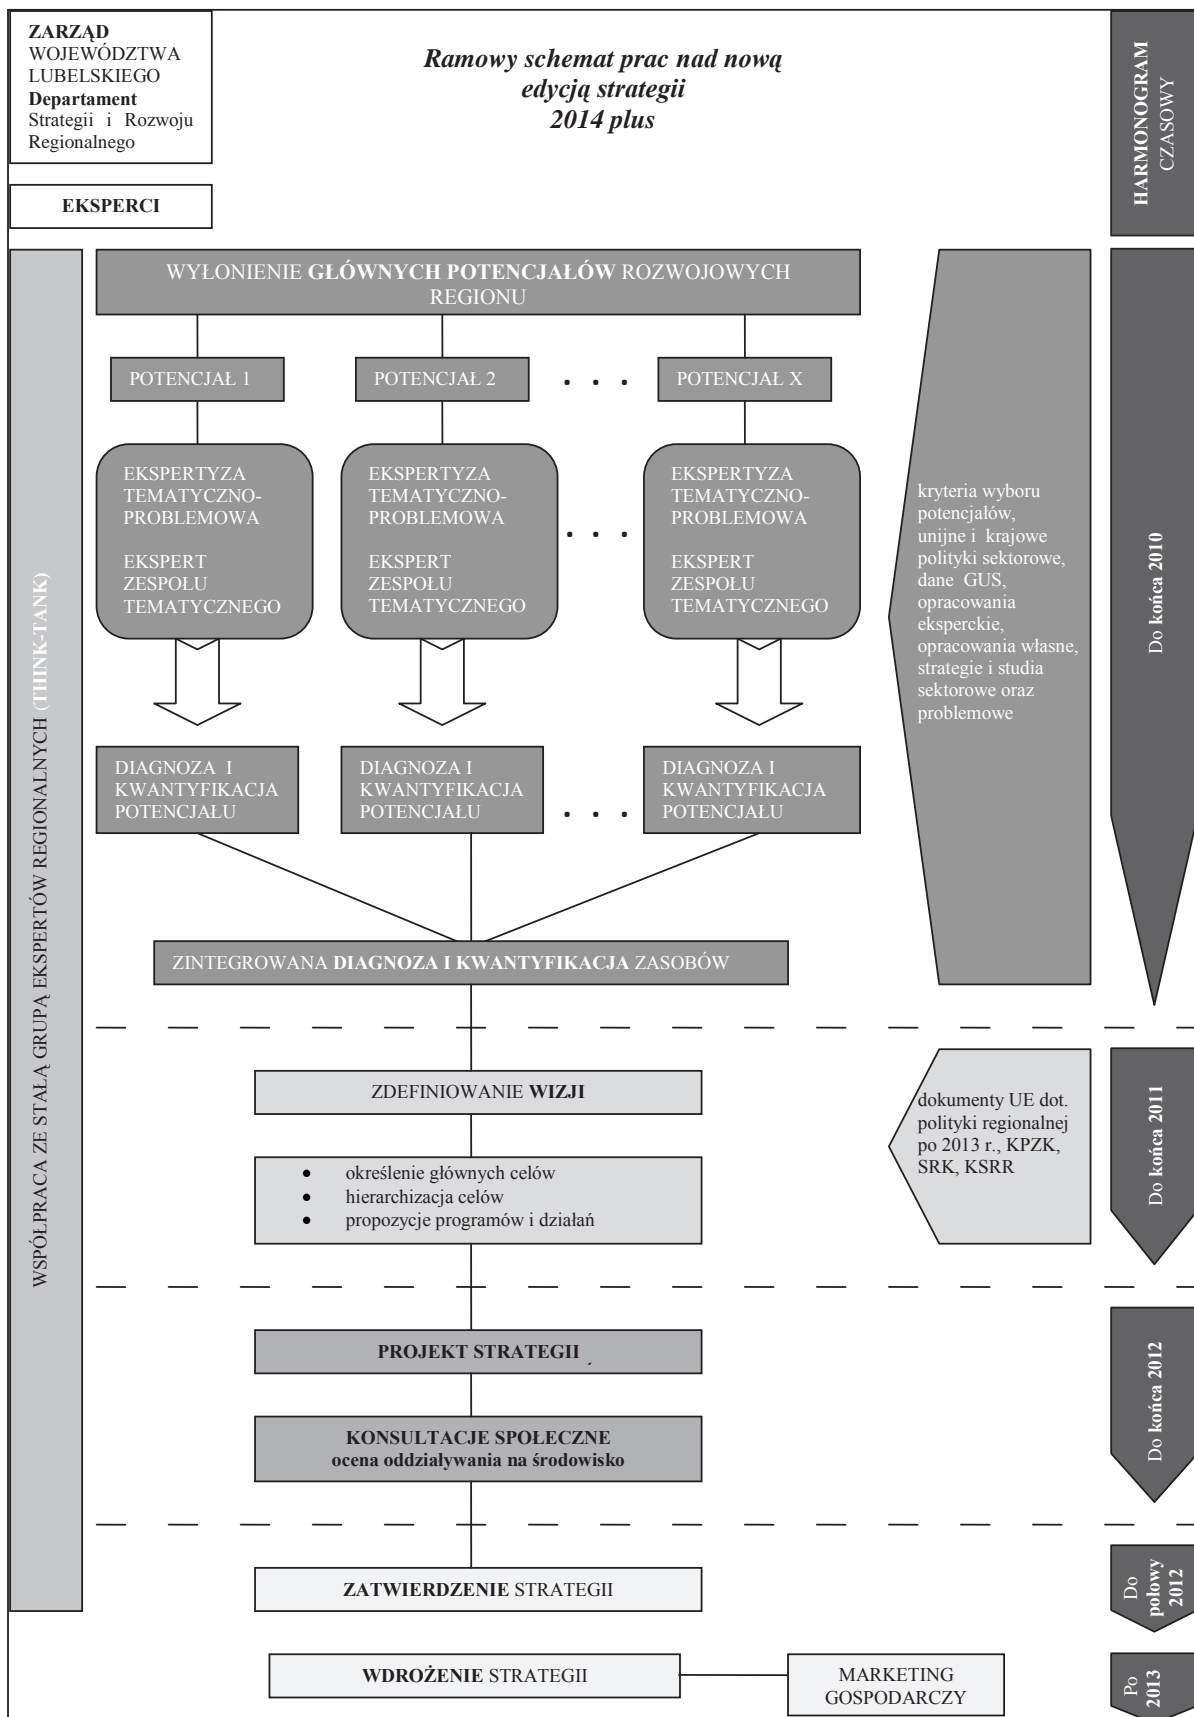 ZARZĄD
WOJEWÓDZTWA
LUBELSKIEGO
Departament
Strategii i Rozwoju
Regionalnego
Ramowy schemat prac nad nową
edycją strategii
2014 plus
HARMONOGRAM
CZASOWY
EKSPERCI
WSPÓŁPRACA ZE STAŁĄ GRUPĄ EKSPERTÓW REGIONALNYCH (THINK-TANK)
WYŁONIENIE GŁÓWNYCH POTENCJAŁÓW ROZWOJOWYCH
REGIONU
POTENCJAŁ 1
POTENCJAŁ 2
. . .
POTENCJAŁ X
EKSPERTYZA
TEMATYCZNO-
PROBLEMOWA
EKSPERT
ZESPOŁU
TEMATYCZNEGO
EKSPERTYZA
TEMATYCZNO-
PROBLEMOWA
EKSPERT
ZESPOŁU
TEMATYCZNEGO
. . .
EKSPERTYZA
TEMATYCZNO-
PROBLEMOWA
EKSPERT
ZESPOŁU
TEMATYCZNEGO
kryteria wyboru
potencjałów,
unijne i krajowe
polityki sektorowe,
dane GUS,
opracowania
eksperckie,
opracowania własne,
strategie i studia
sektorowe oraz
problemowe
Do końca 2010
DIAGNOZA I
KWANTYFIKACJA
POTENCJAŁU
DIAGNOZA I
KWANTYFIKACJA
POTENCJAŁU
. . .
DIAGNOZA I
KWANTYFIKACJA
POTENCJAŁU
ZINTEGROWANA DIAGNOZA I KWANTYFIKACJA ZASOBÓW
ZDEFINIOWANIE WIZJI
• określenie głównych celów
• hierarchizacja celów
• propozycje programów i działań
dokumenty UE dot.
polityki regionalnej
po 2013 r., KPZK,
SRK, KSRR
Do końca 2011
PROJEKT STRATEGII
KONSULTACJE SPOŁECZNE
ocena oddziaływania na środowisko
Do końca 2012
ZATWIERDZENIE STRATEGII
Do
połowy
2012
WDROŻENIE STRATEGII
MARKETING
GOSPODARCZY
Po
2013